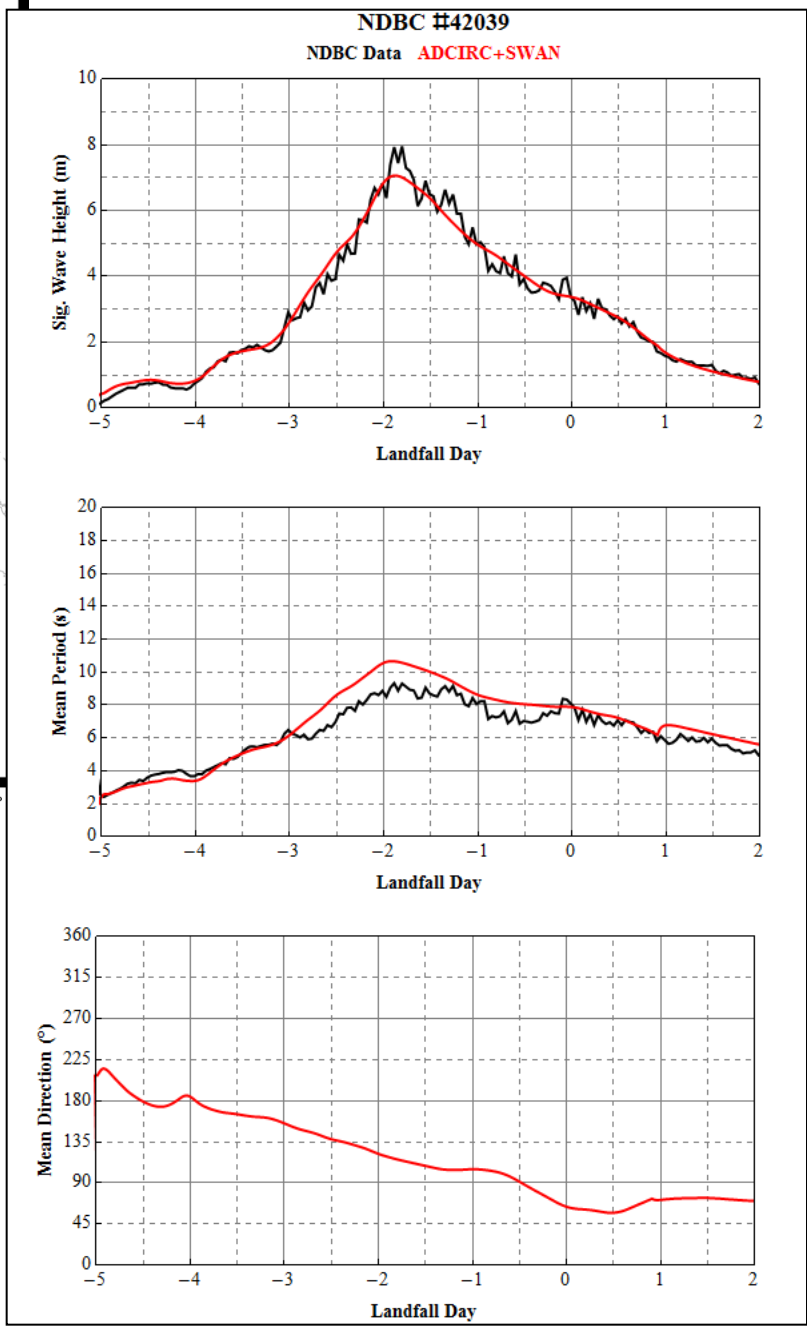 NDBC #42039
NDBC Data ADCIRC+SWAN
Sig. Wave Height (m)
10
8
6
4
2
0
−5 −4 −3 −2 −1 0 1 2
Landfall Day
Mean Period (s)
20
18
16
14
12
10
8
6
4
2
0
−5 −4 −3 −2 −1 0 1 2
Landfall Day
Mean Direction (°)
360
315
270
225
180
135
90
45
0
−5 −4 −3 −2 −1 0 1 2
Landfall Day